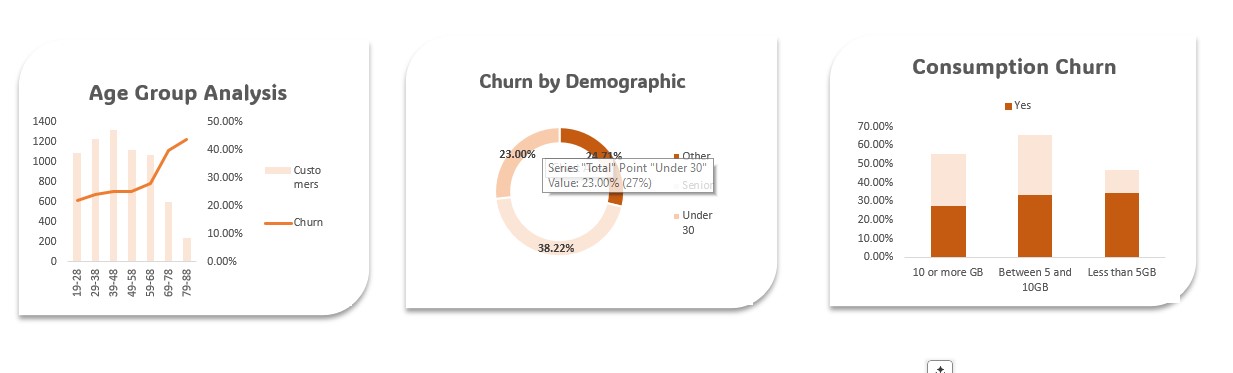 Age Group Analysis
1400
1200
1000
800
600
400
200
0
50.00%
40.00%
30.00%
20.00%
10.00%
0.00%
19-28
29-38
39-48
49-58
59-68
69-78
79-88
Custo
mers
Churn
Churn by Demographic
23.00%
24.71%
38.22%
Series "Total" Point "Under 30"
Value: 23.00% (27%)
Other
Senior
Under
30
Consumption Churn
Yes
70.00%
60.00%
50.00%
40.00%
30.00%
20.00%
10.00%
0.00%
10 or more GB
Between 5 and
10GB
Less than 5GB